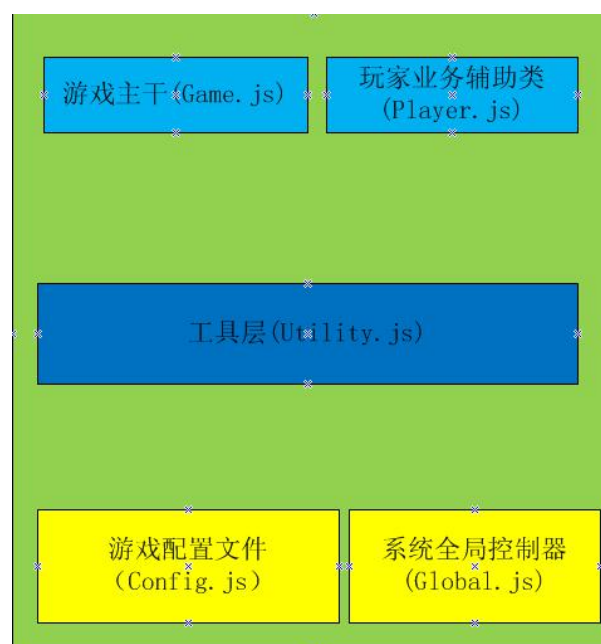 游戏主干(Game.js)
玩家业务辅助类
(Player.js)
工具层(Utility.js)
游戏配置文件
（Config.js）
系统全局控制器
(Global.js)